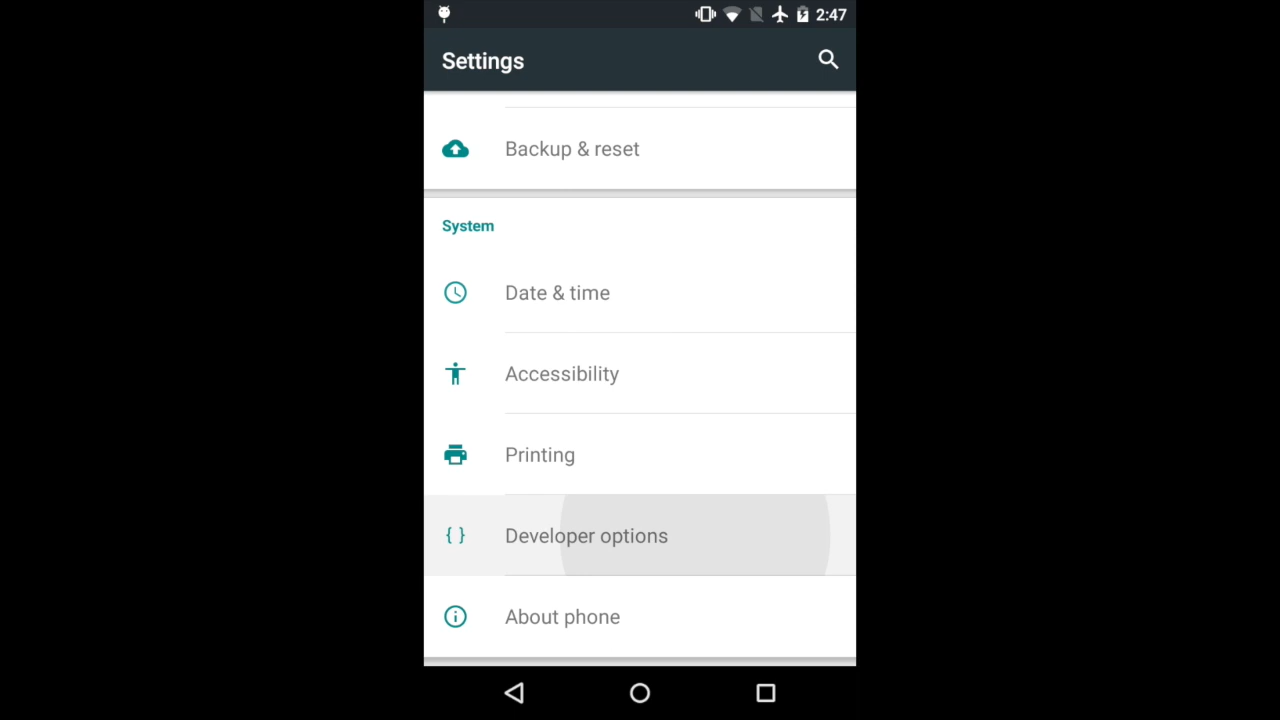 2:47
Settings
Backup & reset
System
Date & time
Accessibility
Printing
{ } Developer options
About phone